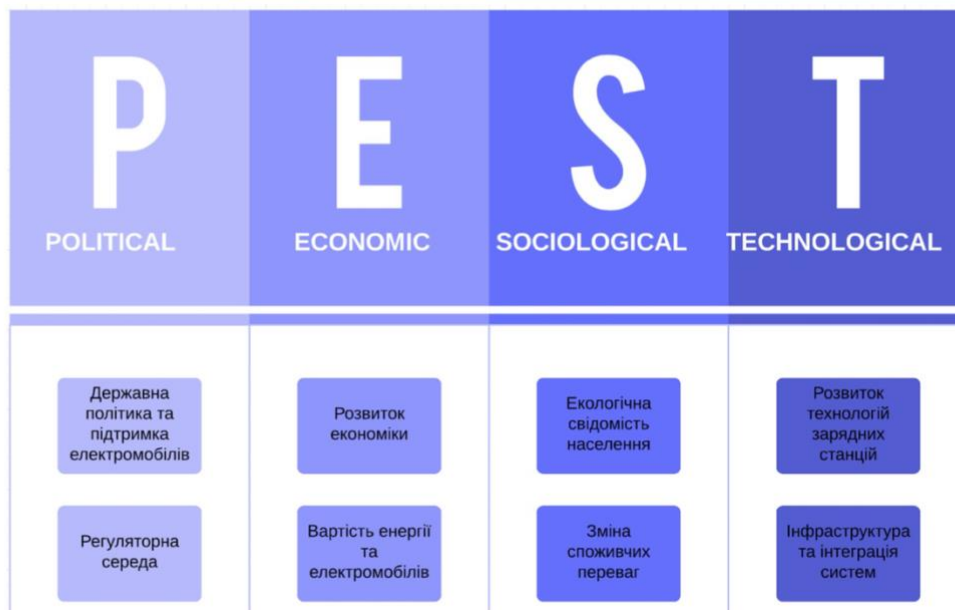 P
E
S
T
POLITICAL
ECONOMIC
SOCIOLOGICAL
TECHNOLOGICAL
Державна
політика та
підтримка
електромобілів
Розвиток
економіки
Екологічна
свідомість
населення
Розвиток
технологій
зарядних
станцій
Регуляторна
середа
Вартість енергії
та
електромобілів
Зміна
споживчих
переваг
Інфраструктура
та інтеграція
систем